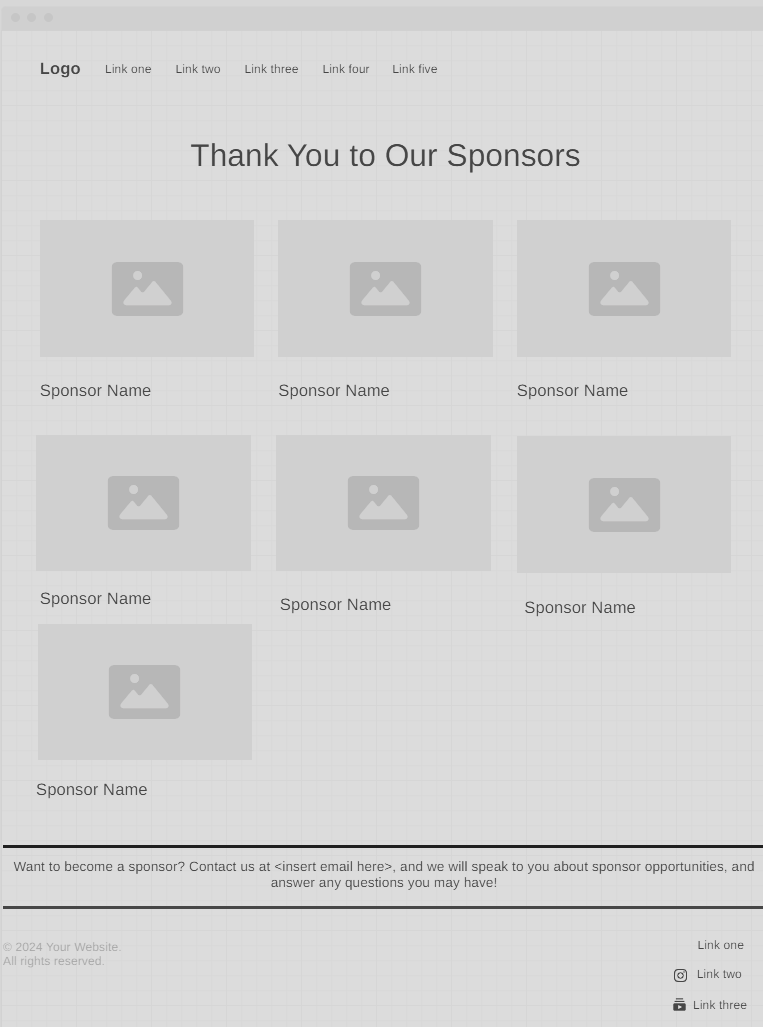 Logo Link one Link two Link three Link four Link five
Thank You to Our Sponsors
Sponsor Name Sponsor Name Sponsor Name
Sponsor Name Sponsor Name Sponsor Name
Sponsor Name
Want to become a sponsor? Contact us at <insert email here>, and we will speak to you about sponsor opportunities, and
answer any questions you may have!
© 2024 Your Website.
All rights reserved.
Link one
Link two
Link three